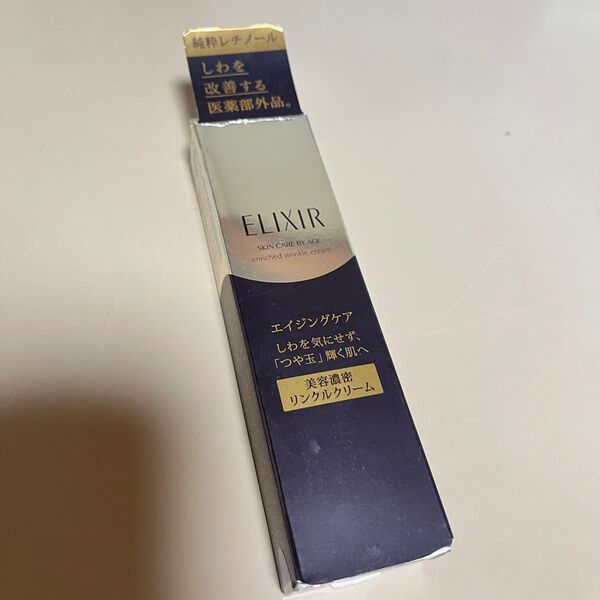 純粋レチノール
しわを
改善する
医薬部外品。
ELIXIR
SKIN CARE BY AGE
enriched wrinkle cream
エイジングケア
しわを気にせず、
「つや玉」輝く肌へ
美容濃密
リンクルクリーム